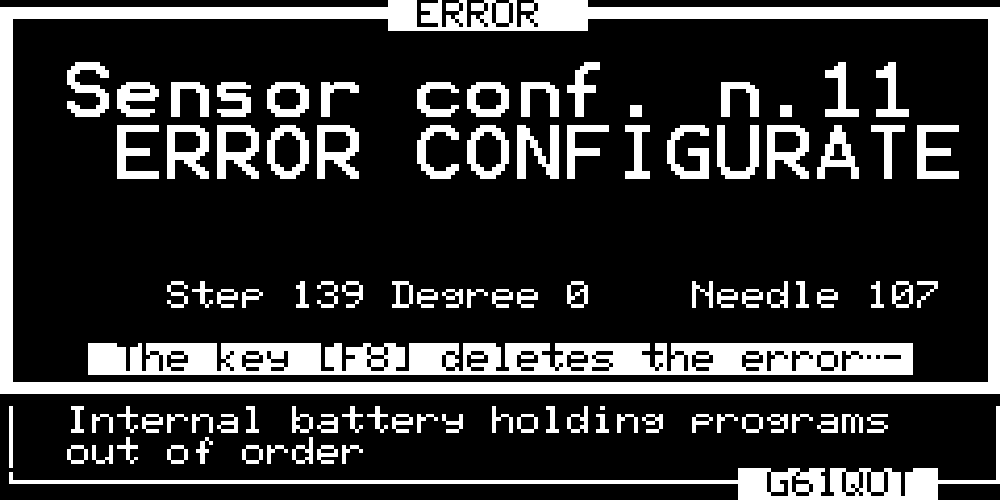 ERROR
Sensor conf. n.11
ERROR CONFIGURATE
Step 139 Degree 0 Needle 107
The key [F8] deletes the error…-
Internal battery holding programs
out of order
G61QOT